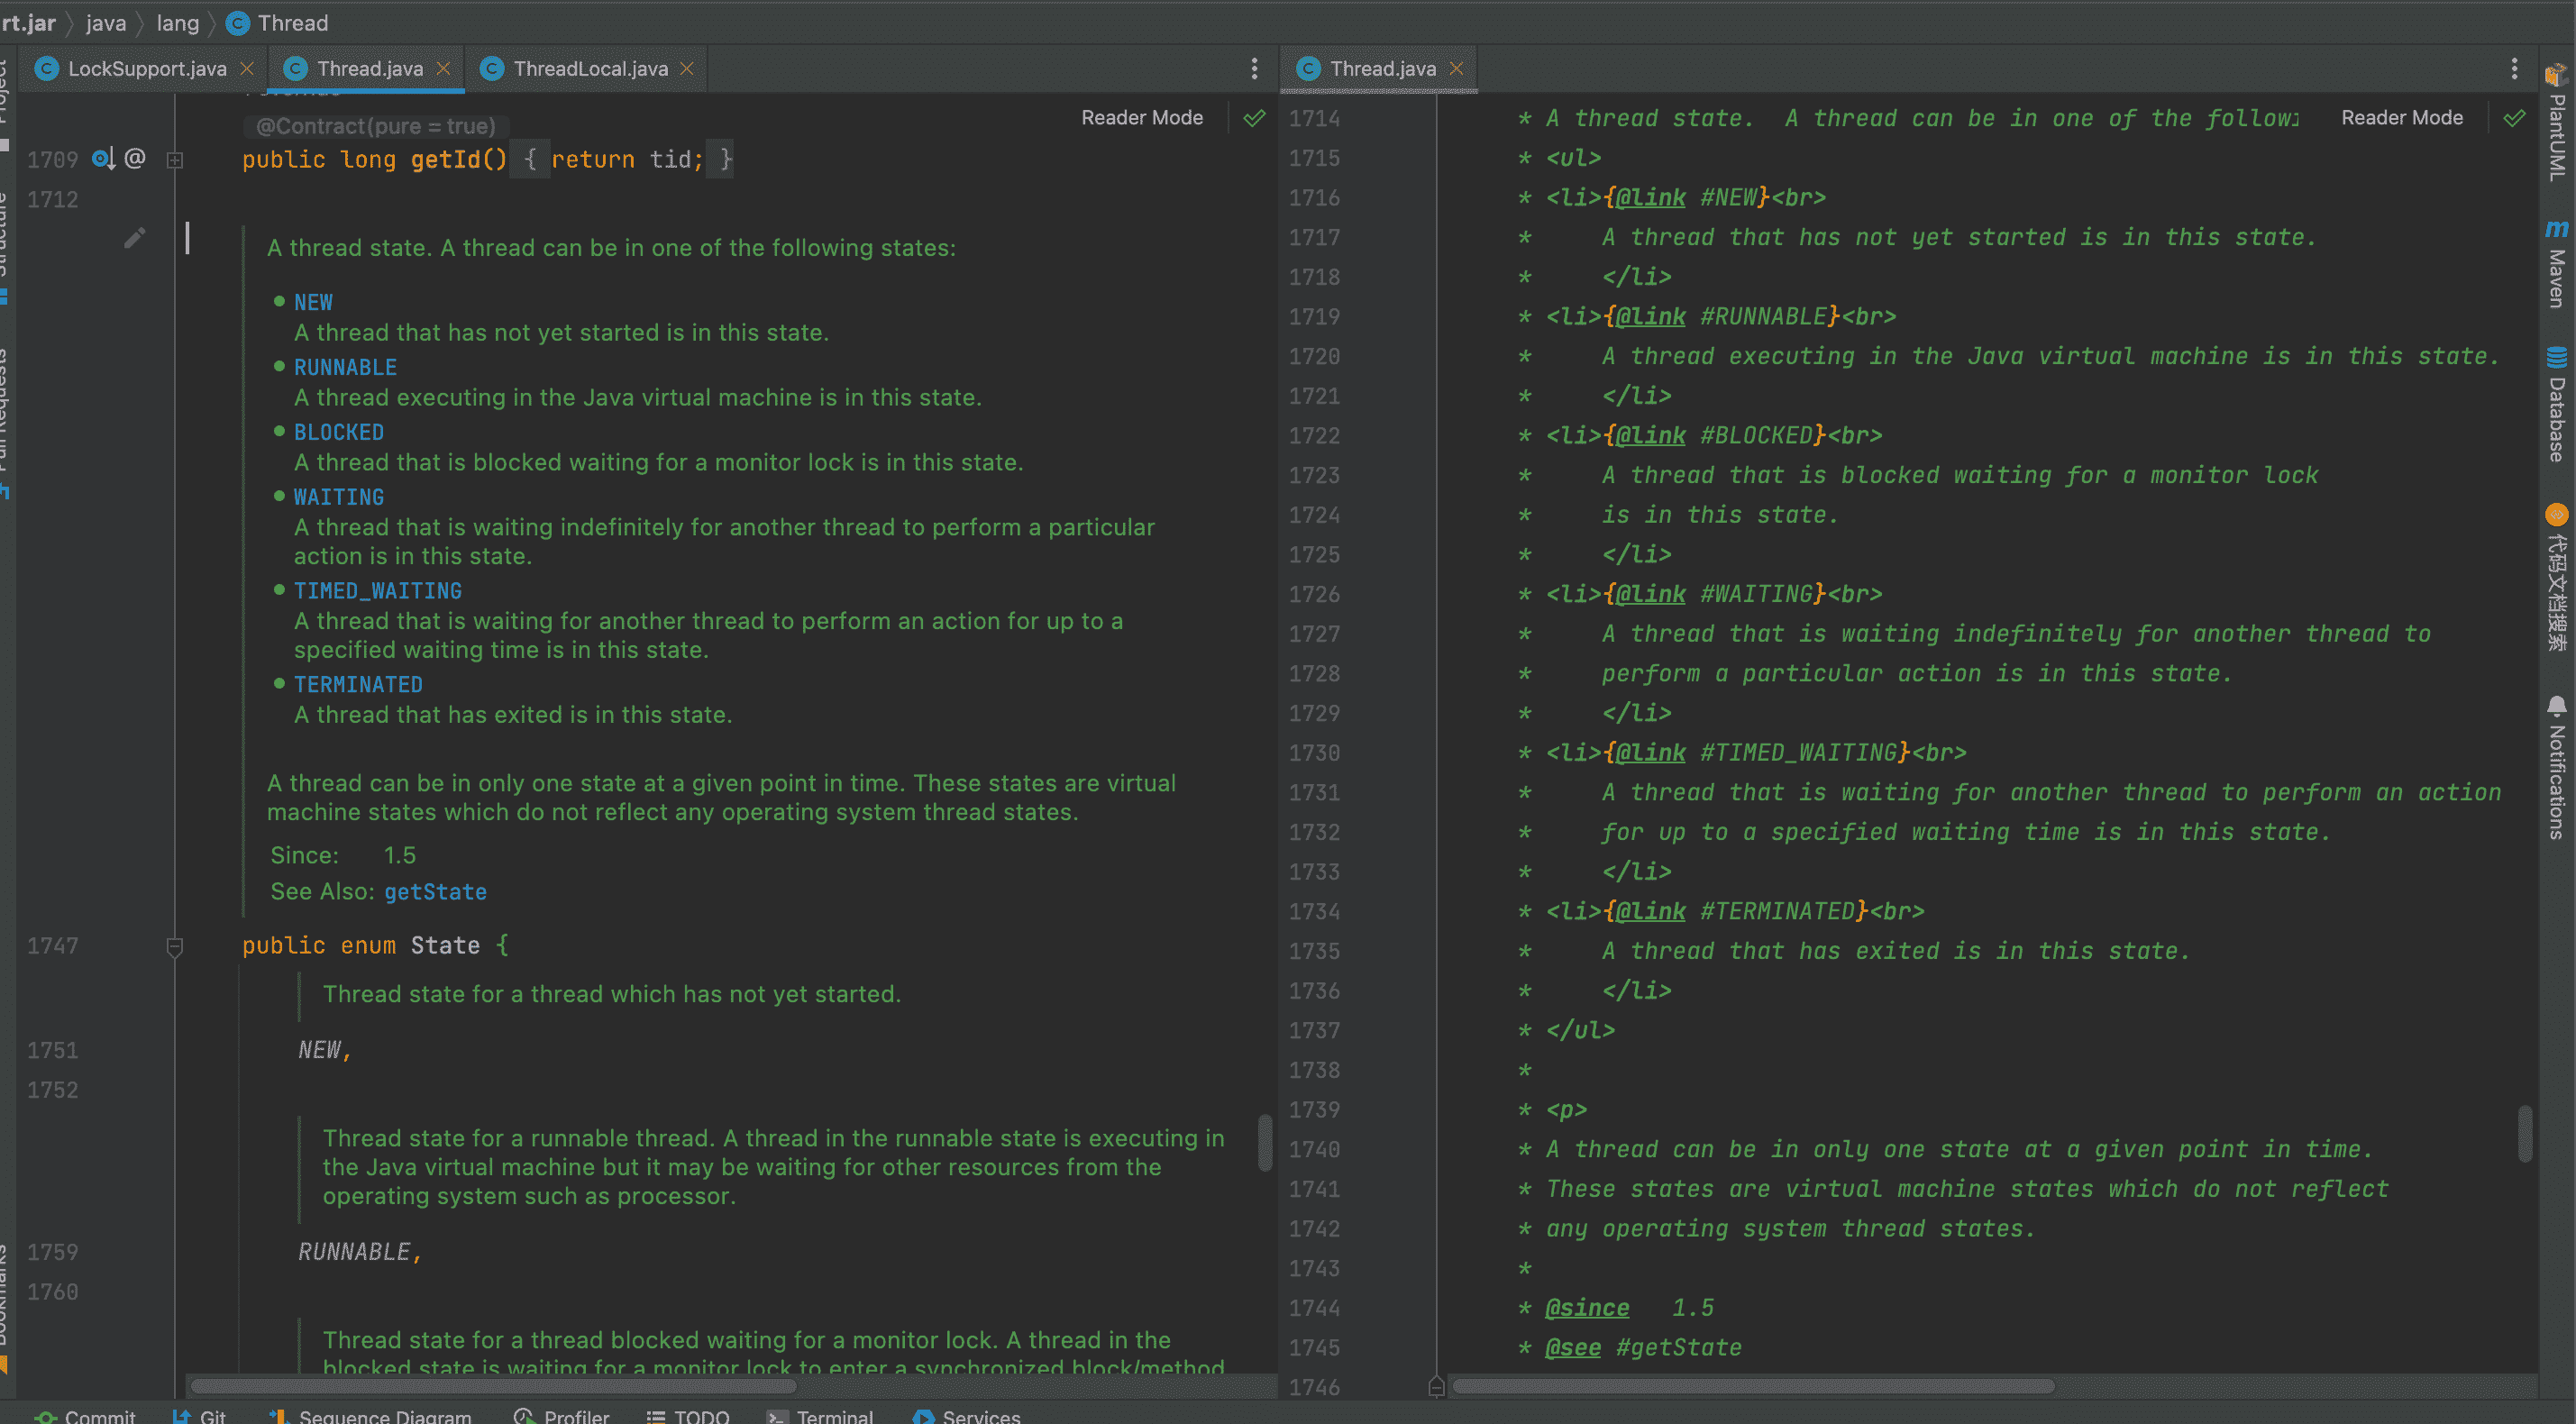 rt.jar java lang Thread
LockSupport.java Thread.java ThreadLocal.java
@Contract(pure = true)
Reader Mode
1709 public long getId() { return tid; }
1712
A thread state. A thread can be in one of the following states:
NEW
A thread that has not yet started is in this state.
RUNNABLE
A thread executing in the Java virtual machine is in this state.
BLOCKED
A thread that is blocked waiting for a monitor lock is in this state.
WAITING
A thread that is waiting indefinitely for another thread to perform a particular
action is in this state.
TIMED_WAITING
A thread that is waiting for another thread to perform an action for up to a
specified waiting time is in this state.
TERMINATED
A thread that has exited is in this state.
A thread can be in only one state at a given point in time. These states are virtual
machine states which do not reflect any operating system thread states.
Since: 1.5
See Also: getState
1747 public enum State {
Thread state for a thread which has not yet started.
1751 NEW,
1752
Thread state for a runnable thread. A thread in the runnable state is executing in
the Java virtual machine but it may be waiting for other resources from the
operating system such as processor.
1759 RUNNABLE,
1760
Thread state for a thread blocked waiting for a monitor lock. A thread in the
blocked state is waiting for a monitor lock to enter a synchronized block/method
Thread.java
1714 * A thread state.  A thread can be in one of the
Reader Mode
1715 * <ul>
1716 * <li>{@link #NEW}<br>
1717 *     A thread that has not yet started is in this state.
1718 *     </li>
1719 * <li>{@link #RUNNABLE}<br>
1720 *     A thread executing in the Java virtual machine is in this state.
1721 *     </li>
1722 * <li>{@link #BLOCKED}<br>
1723 *     A thread that is blocked waiting for a monitor lock
1724 *     is in this state.
1725 *     </li>
1726 * <li>{@link #WAITING}<br>
1727 *     A thread that is waiting indefinitely for another thread to
1728 *     perform a particular action is in this state.
1729 *     </li>
1730 * <li>{@link #TIMED_WAITING}<br>
1731 *     A thread that is waiting for another thread to perform an action
1732 *     for up to a specified waiting time is in this state.
1733 *     </li>
1734 * <li>{@link #TERMINATED}<br>
1735 *     A thread that has exited is in this state.
1736 *     </li>
1737 * </ul>
1738 *
1739 * <p>
1740 * A thread can be in only one state at a given point in time.
1741 * These states are virtual machine states which do not reflect
1742 * any operating system thread states.
1743 *
1744 * @since   1.5
1745 * @see #getState
1746
PlantUML
m Maven
Database
代码文档搜索
Notifications
Commit Git Sequence Diagram Profiler TODO Terminal Services